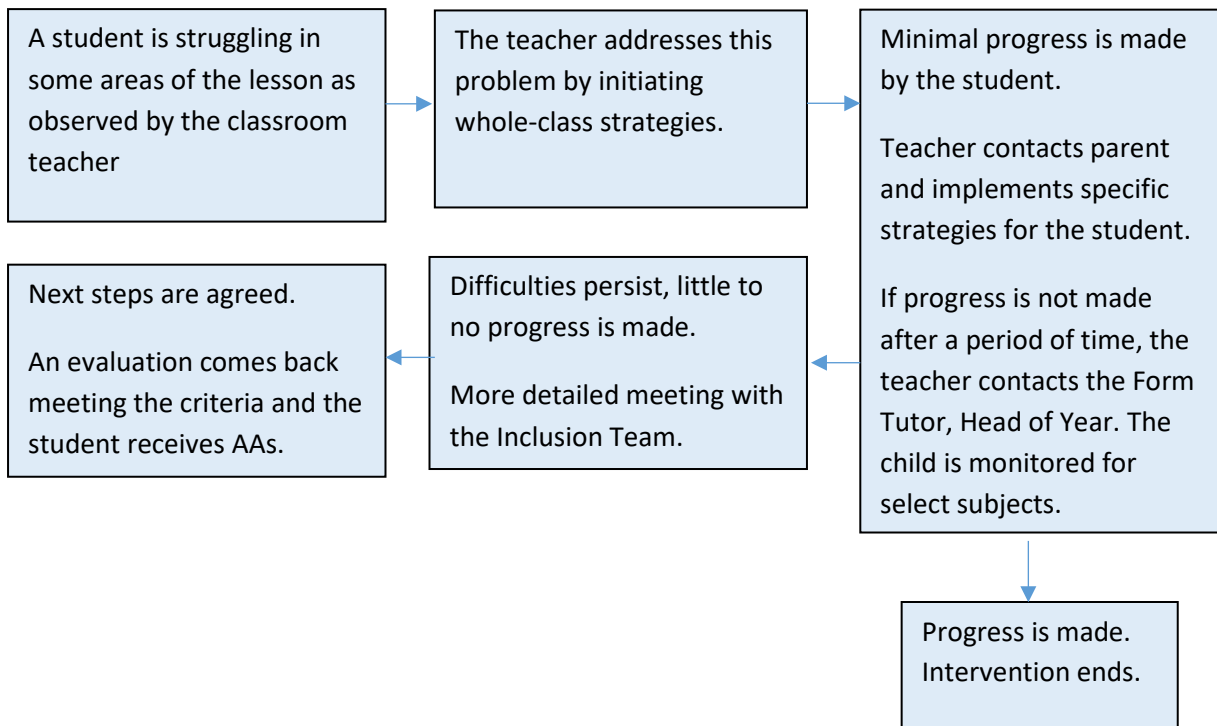 A student is struggling in
some areas of the lesson as
observed by the classroom
teacher
The teacher addresses this
problem by initiating
whole-class strategies.
Minimal progress is made
by the student.
Teacher contacts parent
and implements specific
strategies for the student.
If progress is not made
after a period of time, the
teacher contacts the Form
Tutor, Head of Year. The
child is monitored for
select subjects.
Difficulties persist, little to
no progress is made.
More detailed meeting with
the Inclusion Team.
Next steps are agreed.
An evaluation comes back
meeting the criteria and the
student receives AAs.
Progress is made.
Intervention ends.